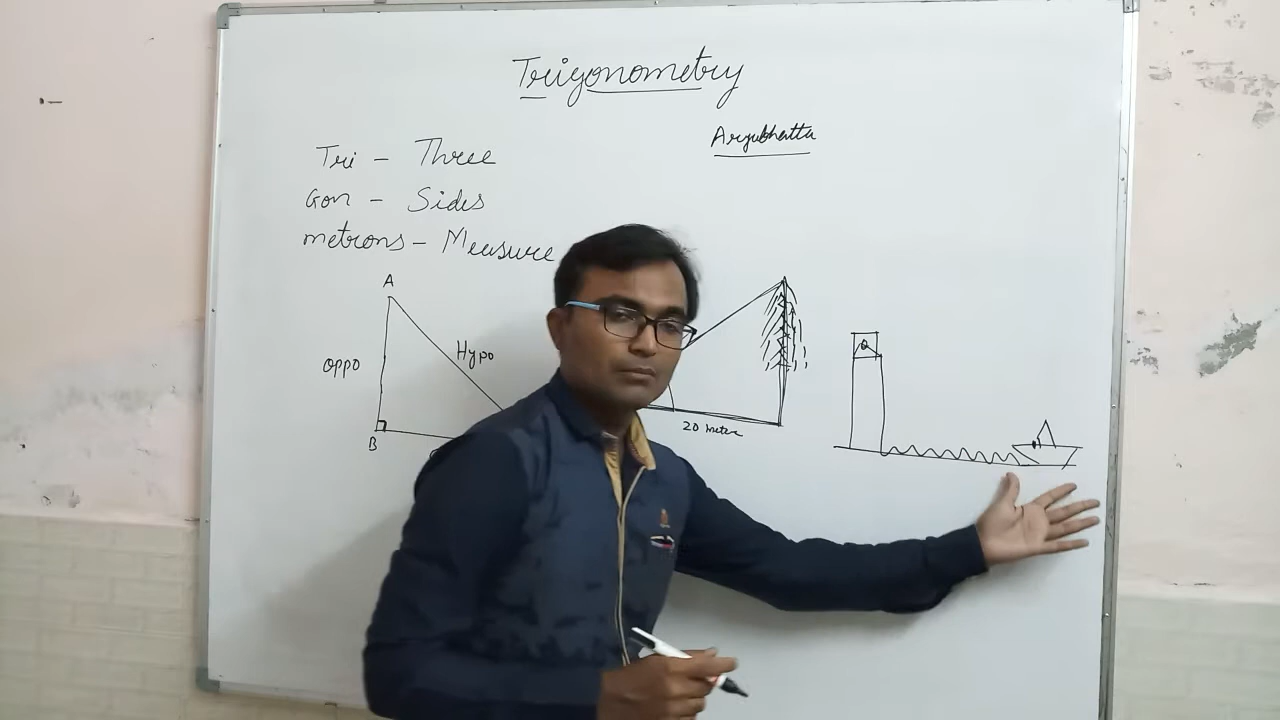 Trigonometry
Aryabhatta
Tri - Three
Gon - Sides
metrons - Measure
A
oppo
Hypo
B
20 meter